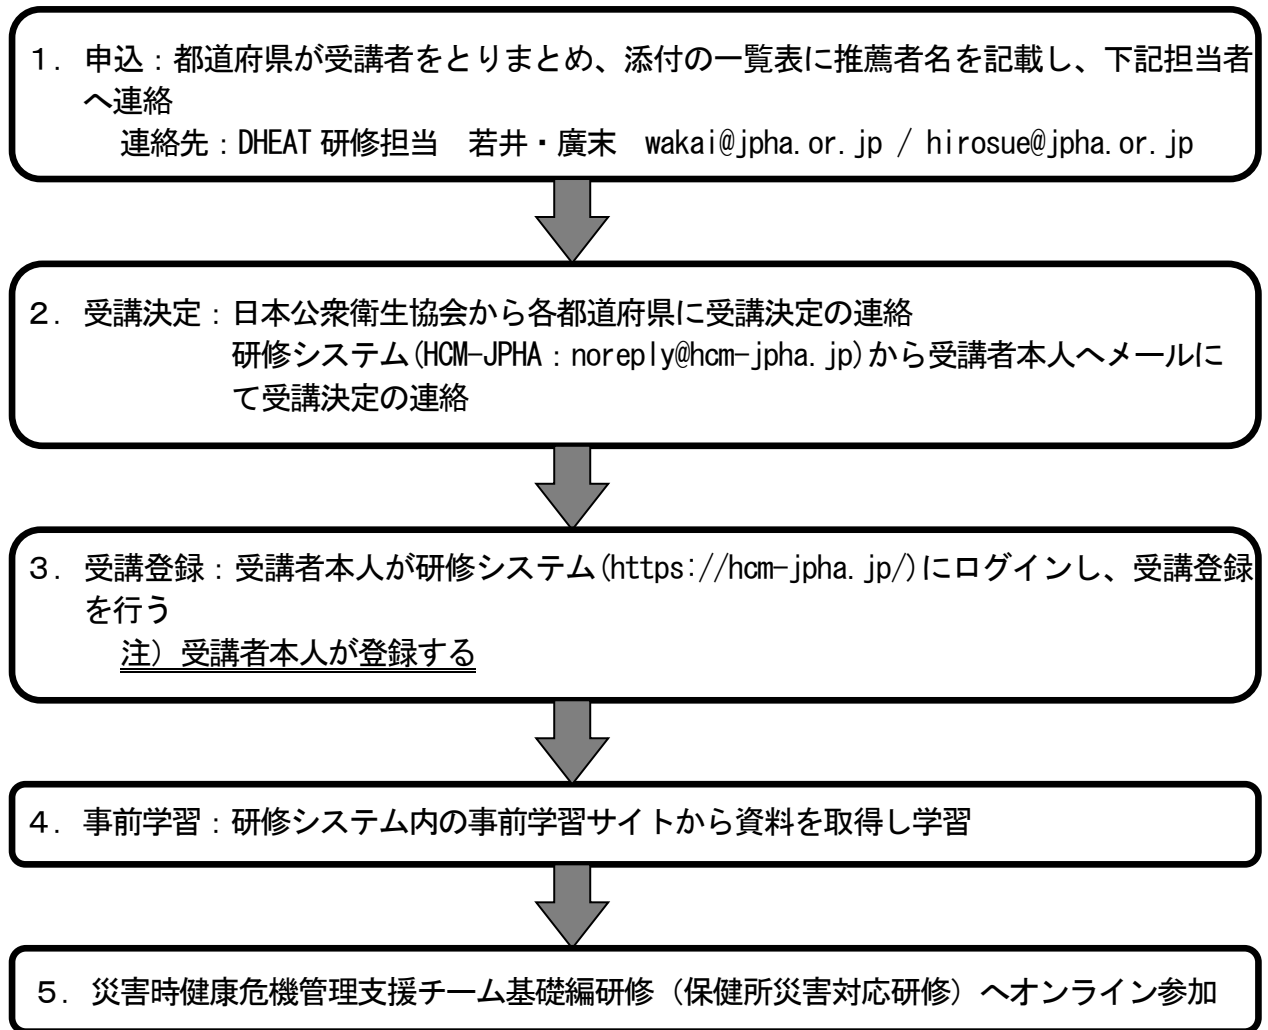 １．申込：都道府県が受講者をとりまとめ、添付の一覧表に推薦者名を記載し、下記担当者
へ連絡
連絡先：DHEAT 研修担当　若井・廣末　wakai@jpha.or.jp / hirosue@jpha.or.jp
２．受講決定：日本公衆衛生協会から各都道府県に受講決定の連絡
研修システム(HCM-JPHA：noreply@hcm-jpha.jp)から受講者本人へメールに
て受講決定の連絡
３．受講登録：受講者本人が研修システム(https://hcm-jpha.jp/)にログインし、受講登録
を行う
注）受講者本人が登録する
４．事前学習：研修システム内の事前学習サイトから資料を取得し学習
５．災害時健康危機管理支援チーム基礎編研修（保健所災害対応研修）へオンライン参加